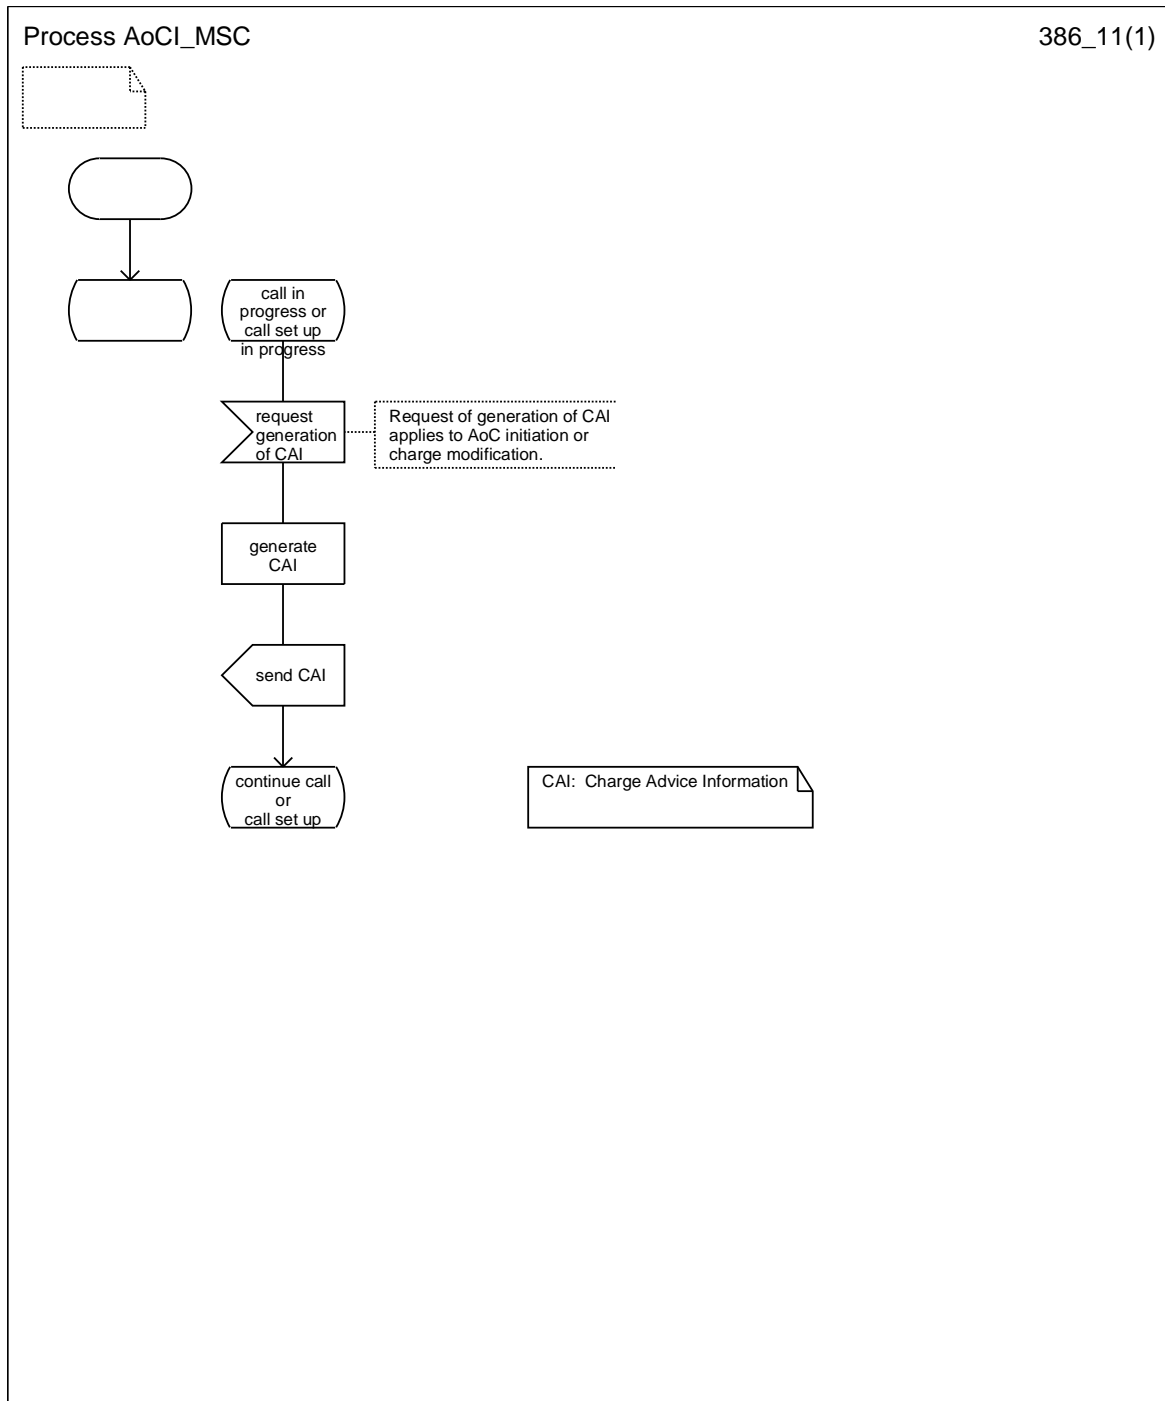 Process AoCI_MSC
386_11(1)
call in
progress or
call set up
in progress
request
generation
of CAI
Request of generation of CAI
applies to AoC initiation or
charge modification.
generate
CAI
send CAI
continue call
or
call set up
CAI:  Charge Advice Information